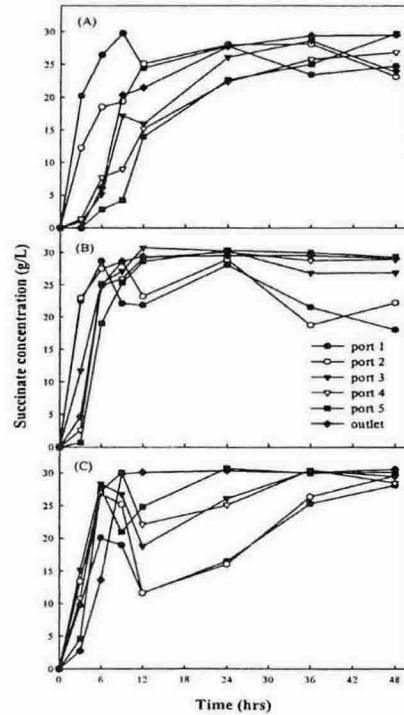 (A)
30
25
20
15
10
5
0
Succinate concentration (g/L)
(B)
30
25
20
15
10
5
0
port 1
port 2
port 3
port 4
port 5
outlet
(C)
30
25
20
15
10
5
0
0 6 12 18 24 30 36 42 48
Time (hrs)